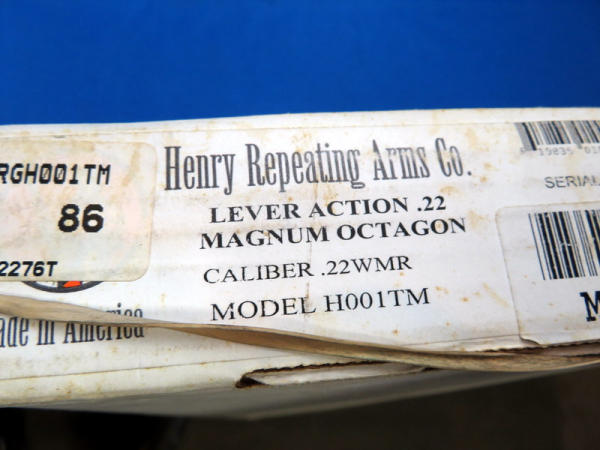 RGH001TM
86
2276T
ade in America
Henry Repeating Arms Co.
LEVER ACTION .22
MAGNUM OCTAGON
CALIBER .22WMR
MODEL H001TM
19835
SERIAL
M